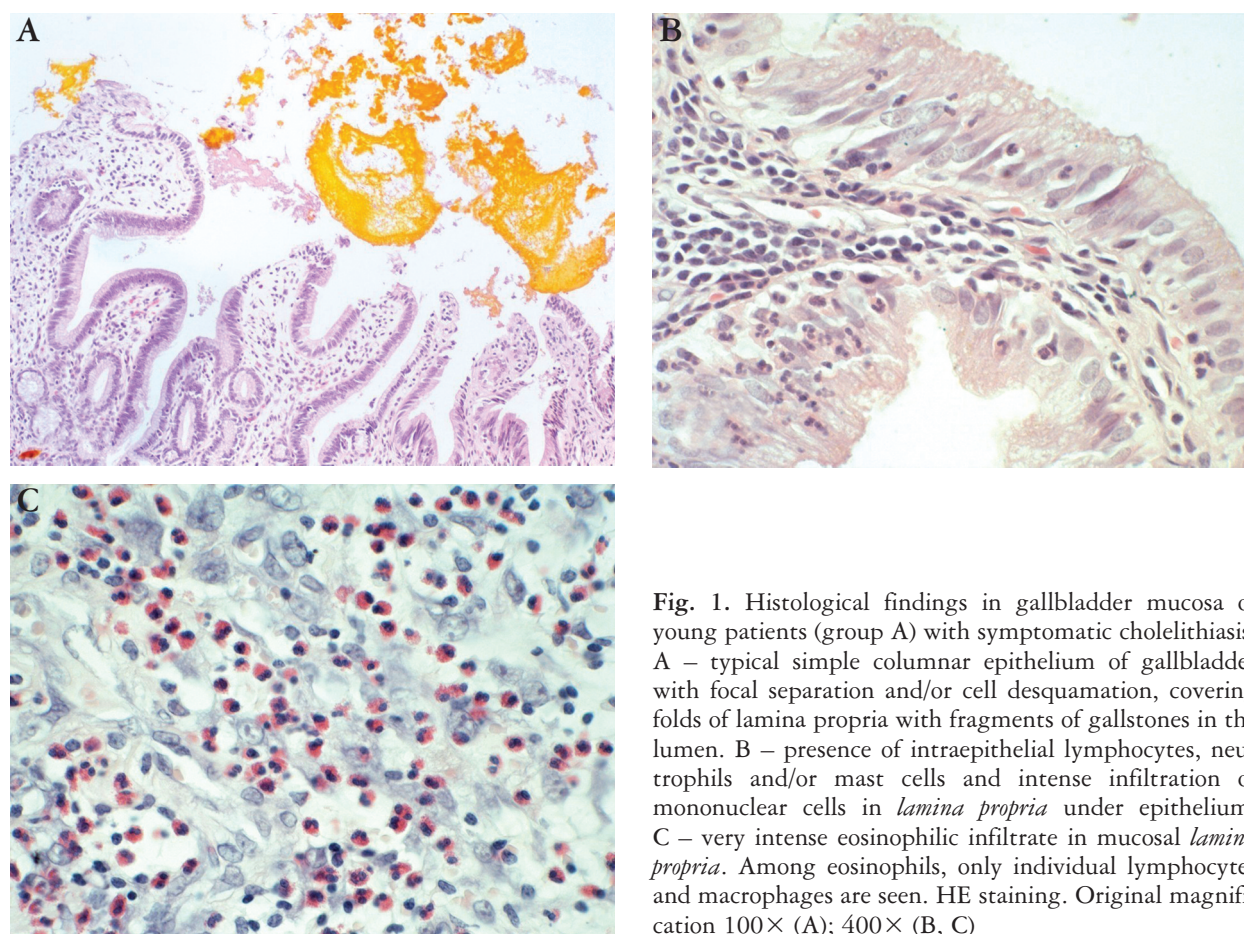 A
B
C
Fig. 1. Histological findings in gallbladder mucosa o
young patients (group A) with symptomatic cholelithiasis
A – typical simple columnar epithelium of gallbladde
with focal separation and/or cell desquamation, coverin
folds of lamina propria with fragments of gallstones in th
lumen. B – presence of intraepithelial lymphocytes, neu
trophils and/or mast cells and intense infiltration o
mononuclear cells in lamina propria under epithelium
C – very intense eosinophilic infiltrate in mucosal lamin
propria. Among eosinophils, only individual lymphocyte
and macrophages are seen. HE staining. Original magnifi
cation 100× (A); 400× (B, C)